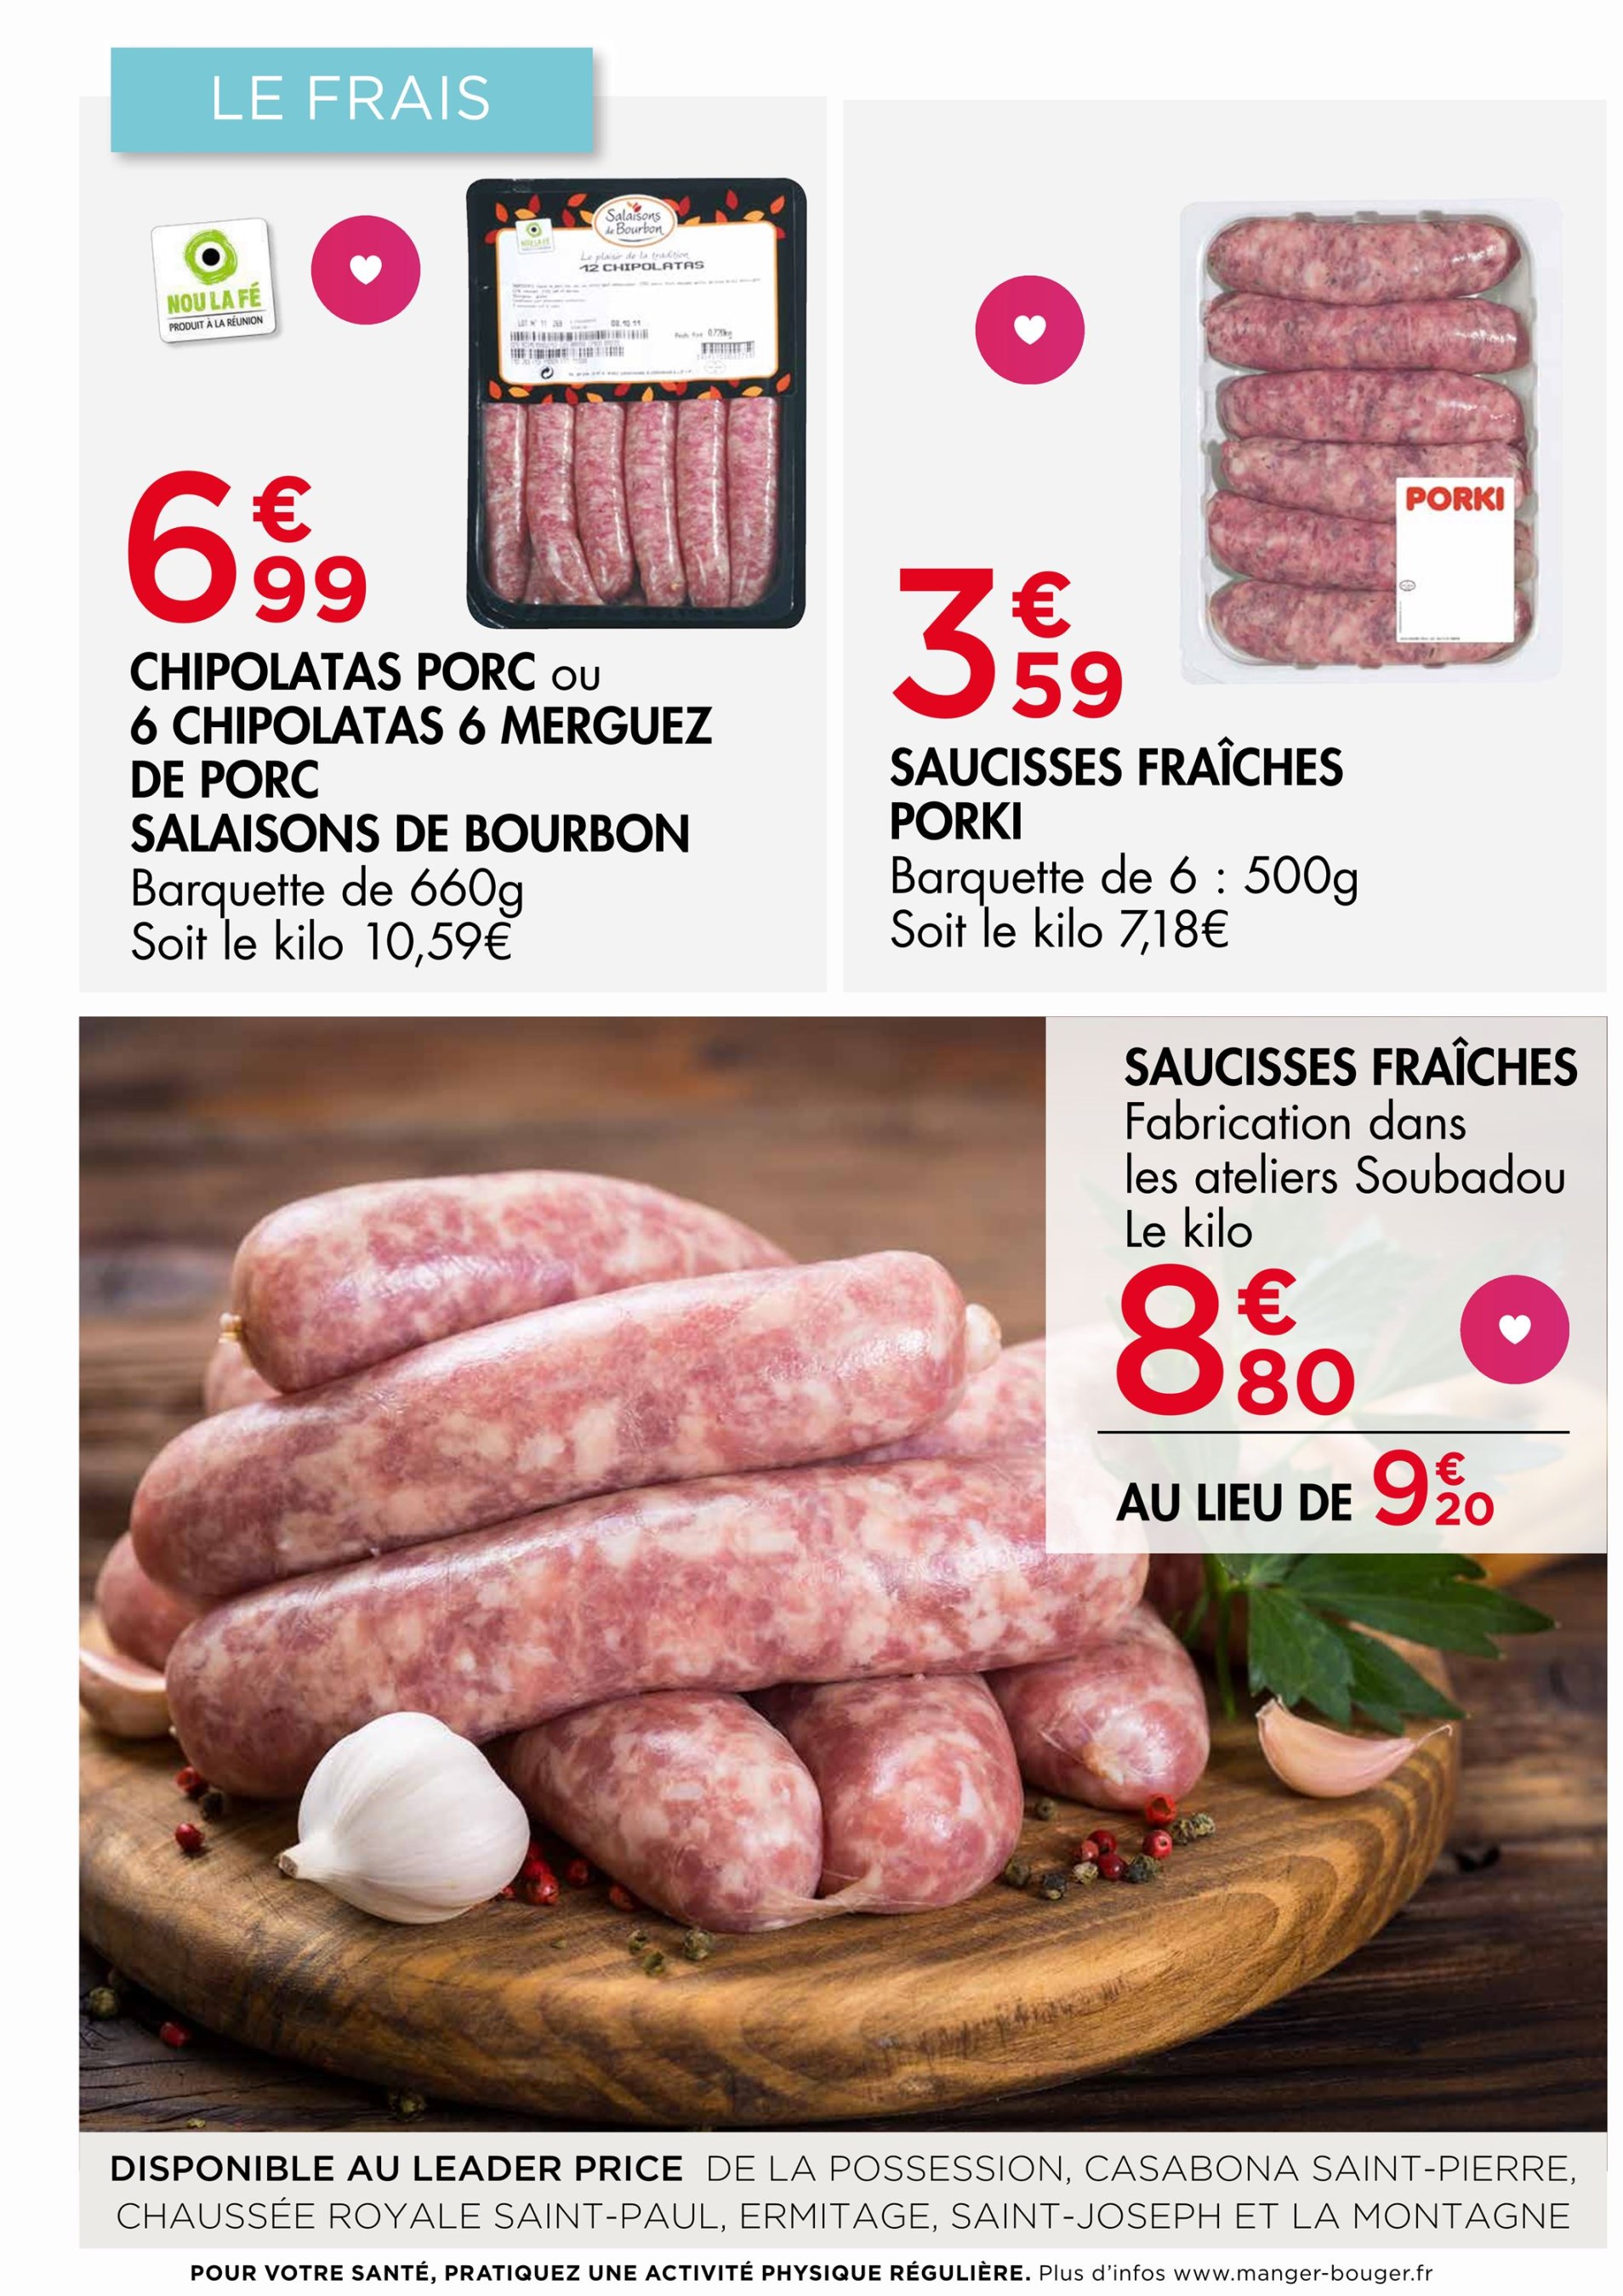 LE FRAIS
NOU LA FÉ
PRODUIT À LA RÉUNION
Salaisons
de Bourbon
Le plaisir de la tradition
12 CHIPOLATAS
6€99
CHIPOLATAS PORC OU
6 CHIPOLATAS 6 MERGUEZ
DE PORC
SALAISONS DE BOURBON
Barquette de 660g
Soit le kilo 10,59€
PORKI
3€59
SAUCISSES FRAÎCHES
PORKI
Barquette de 6 : 500g
Soit le kilo 7,18€
SAUCISSES FRAÎCHES
Fabrication dans
les ateliers Soubadou
Le kilo
8€80
AU LIEU DE 9€20
DISPONIBLE AU LEADER PRICE DE LA POSSESSION, CASABONA SAINT-PIERRE,
CHAUSSÉE ROYALE SAINT-PAUL, ERMITAGE, SAINT-JOSEPH ET LA MONTAGNE
POUR VOTRE SANTÉ, PRATIQUEZ UNE ACTIVITÉ PHYSIQUE RÉGULIÈRE. Plus d'infos www.manger-bouger.fr